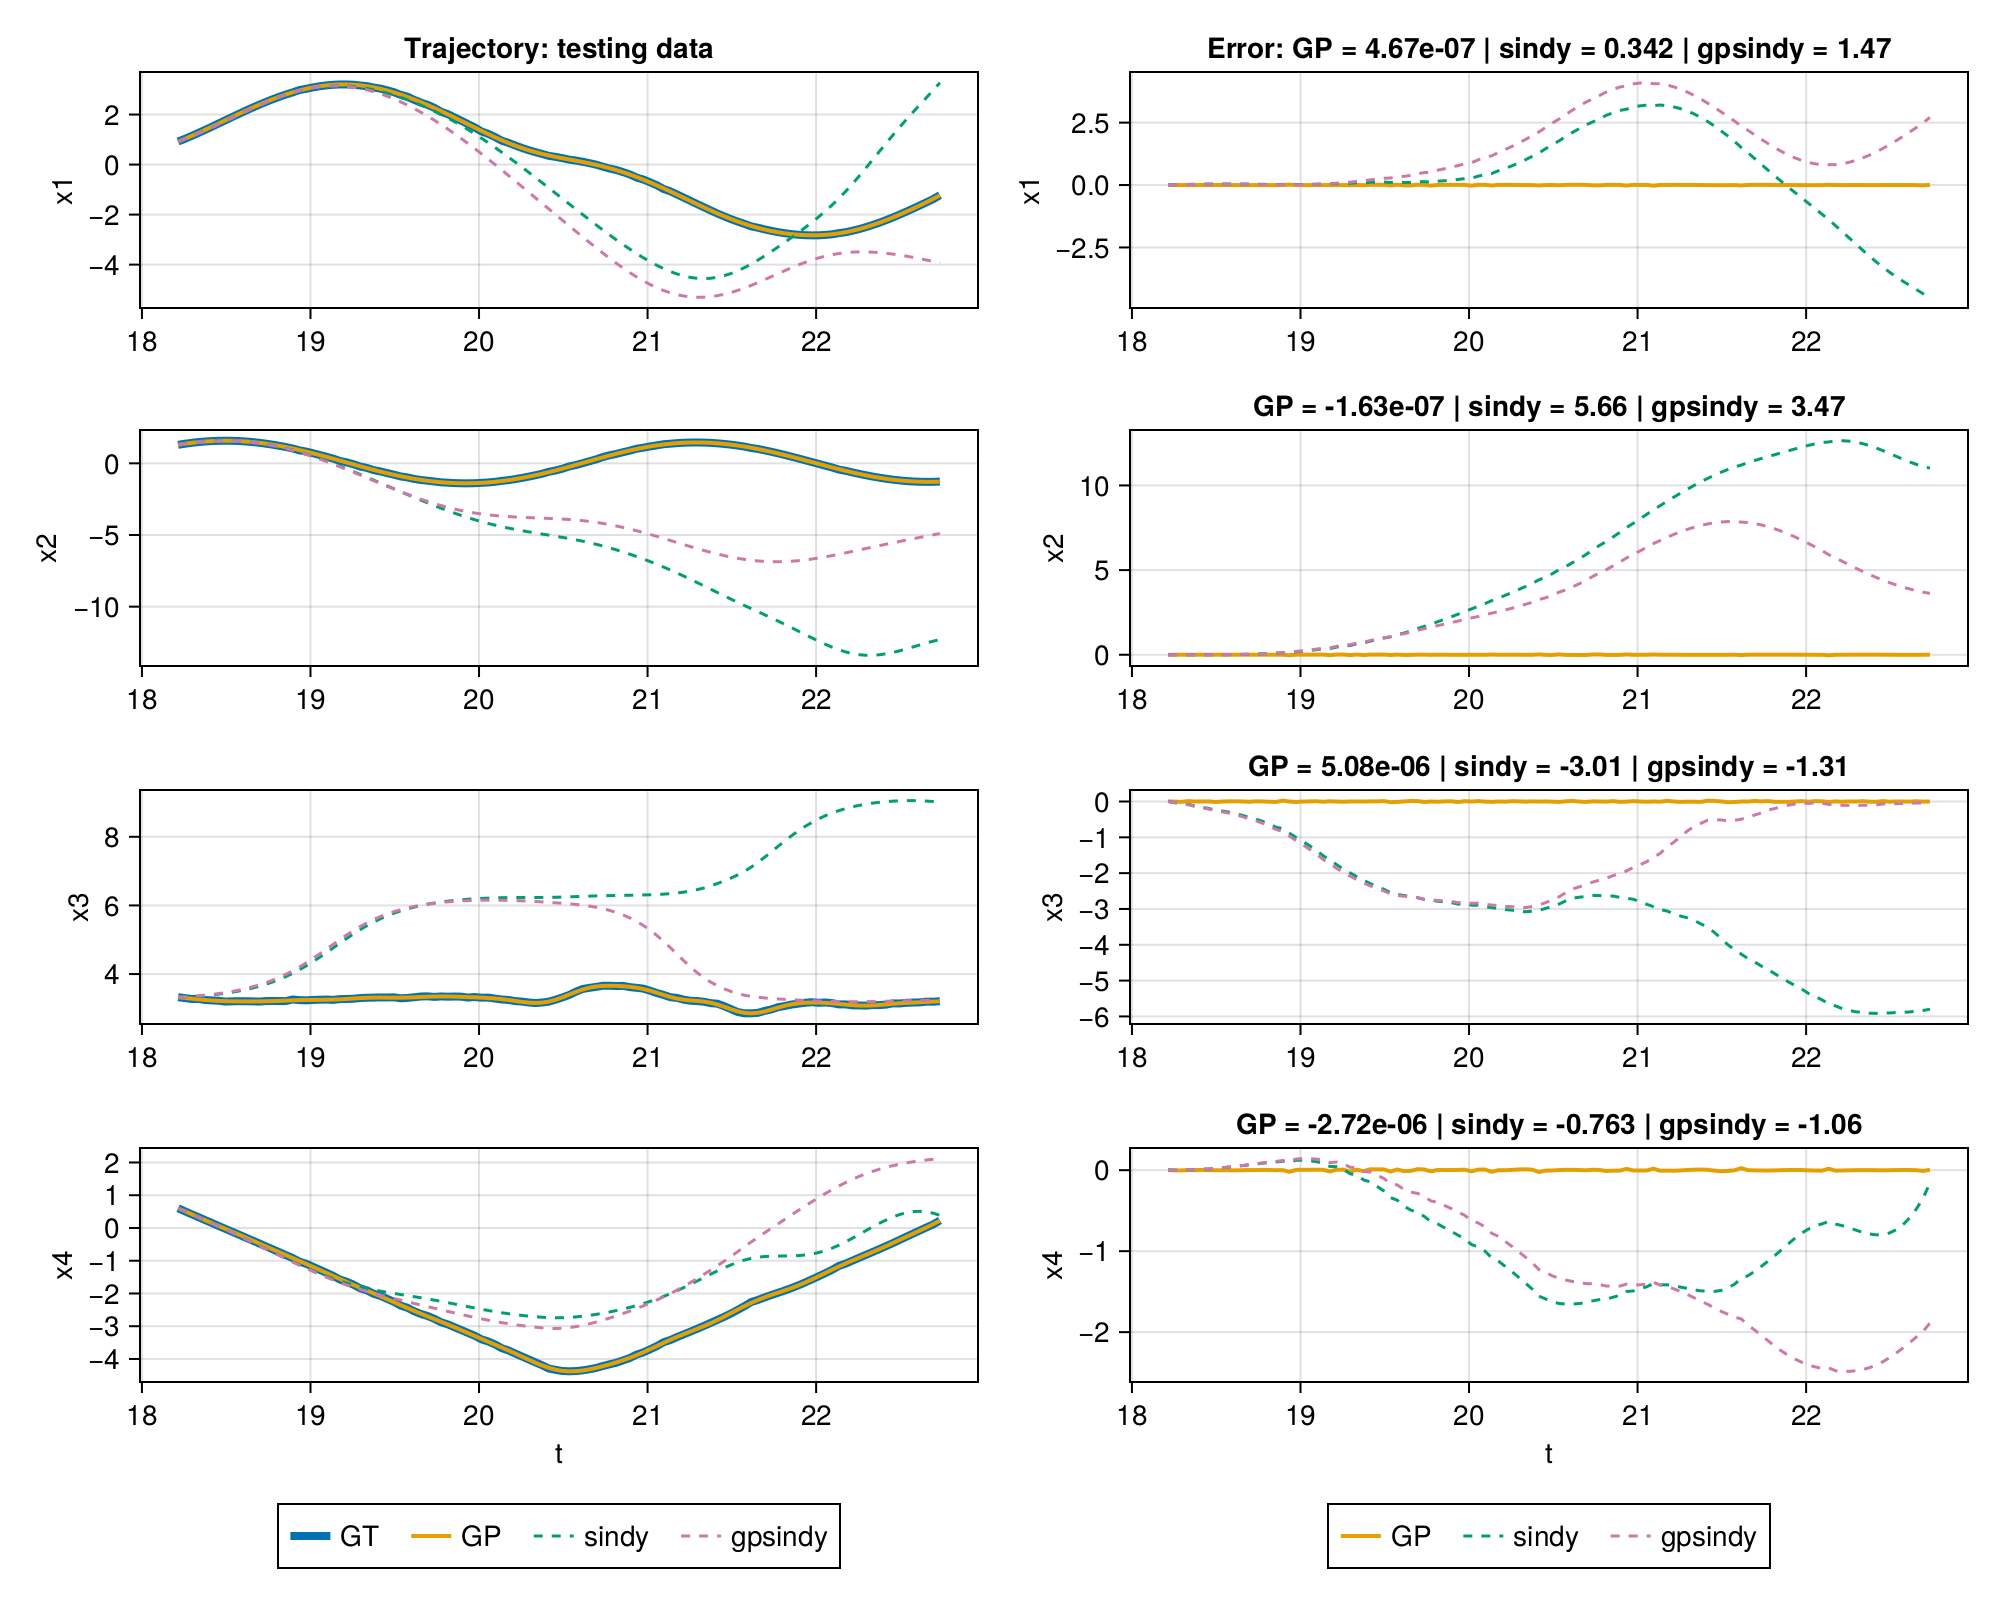 Trajectory: testing data
Error: GP = 4.67e-07 | sindy = 0.342 | gpsindy = 1.47
x1
2
0
−2
−4
18 19 20 21 22
x1
2.5
0.0
−2.5
18 19 20 21 22
GP = -1.63e-07 | sindy = 5.66 | gpsindy = 3.47
x2
0
−5
−10
18 19 20 21 22
x2
10
5
0
18 19 20 21 22
GP = 5.08e-06 | sindy = -3.01 | gpsindy = -1.31
x3
8
6
4
18 19 20 21 22
x3
0
−1
−2
−3
−4
−5
−6
18 19 20 21 22
GP = -2.72e-06 | sindy = -0.763 | gpsindy = -1.06
x4
2
1
0
−1
−2
−3
−4
18 19 20 21 22
t
x4
0
−1
−2
18 19 20 21 22
t
GT GP sindy gpsindy
GP sindy gpsindy